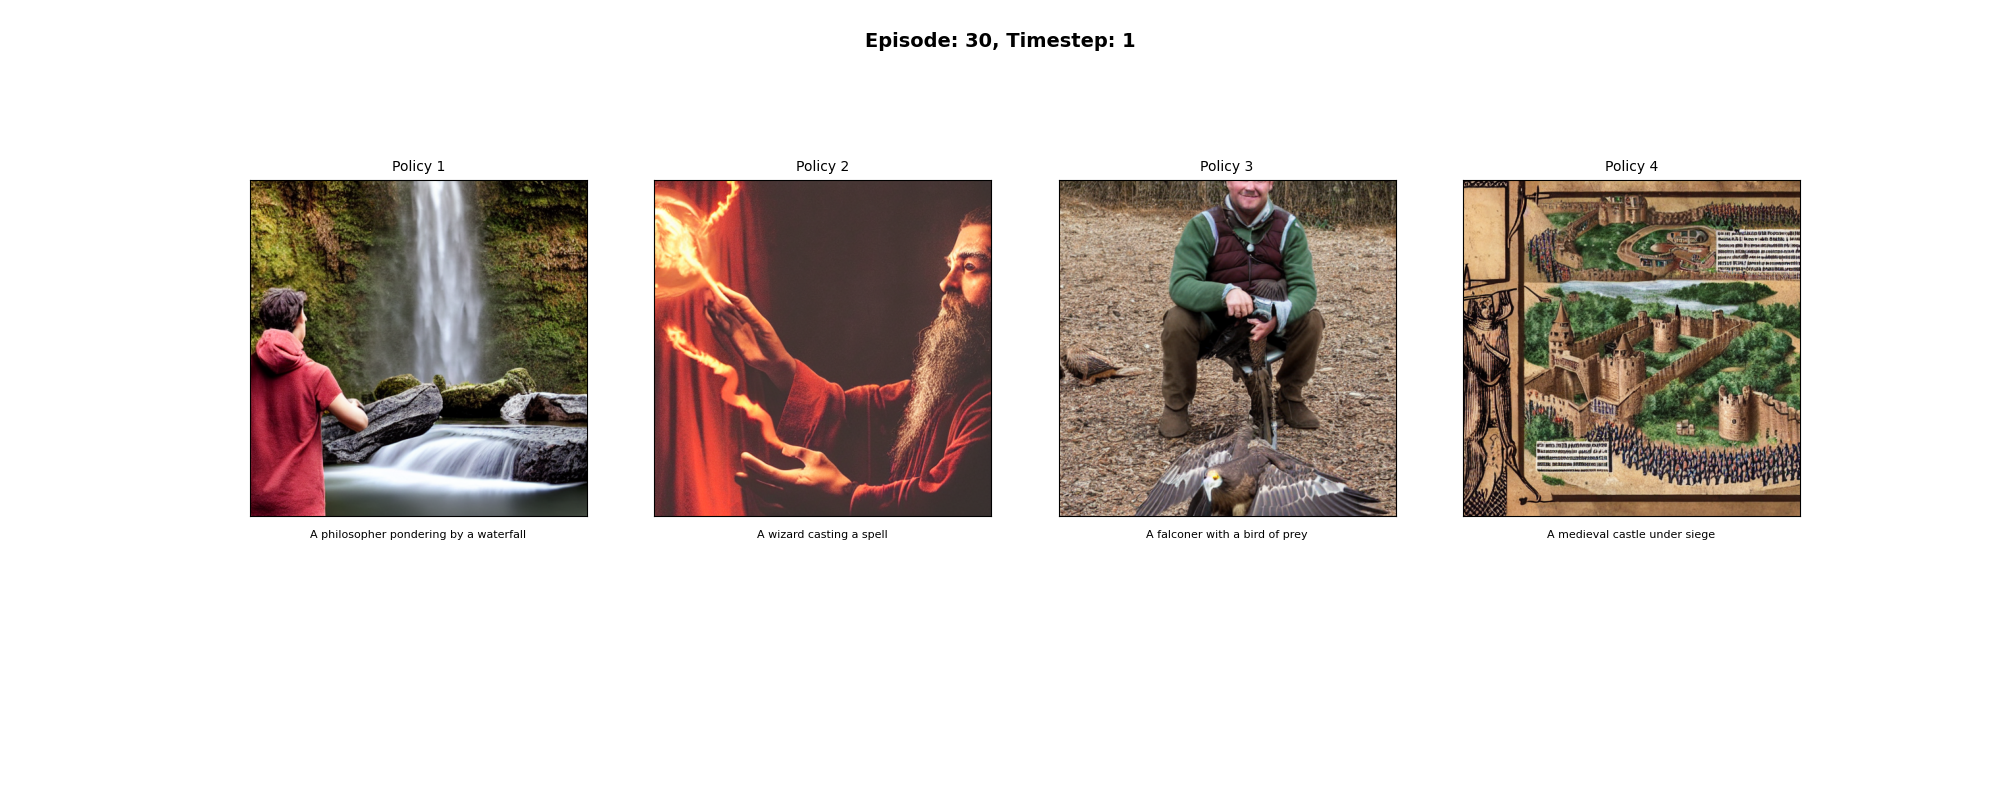 Episode: 30, Timestep: 1
Policy 1
Policy 2
Policy 3
Policy 4
A philosopher pondering by a waterfall
A wizard casting a spell
A falconer with a bird of prey
A medieval castle under siege